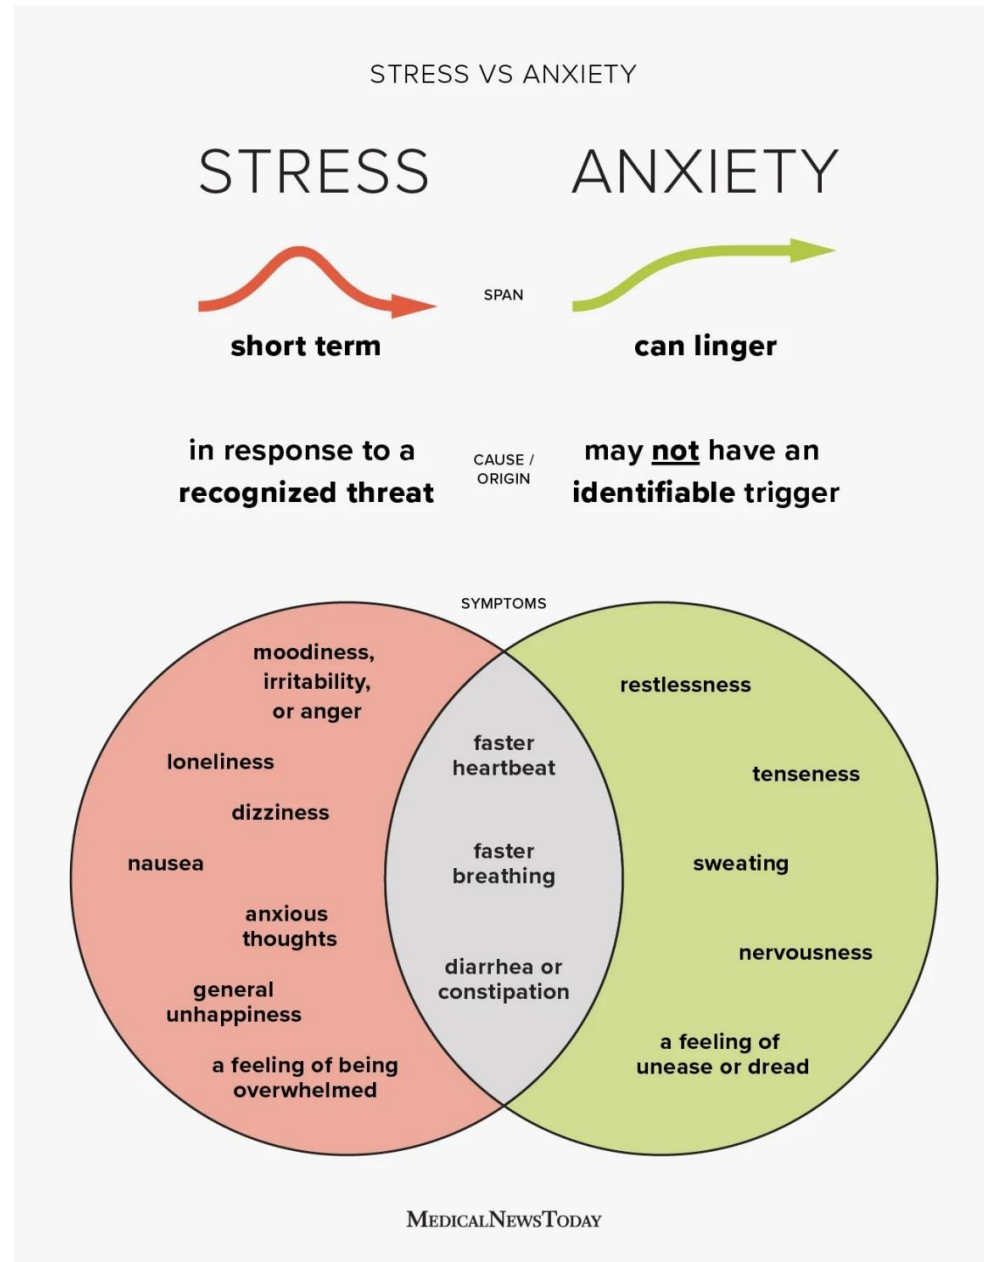 STRESS VS ANXIETY
STRESS
ANXIETY
SPAN
short term
can linger
in response to a
recognized threat
CAUSE /
ORIGIN
may not have an
identifiable trigger
SYMPTOMS
moodiness,
irritability,
or anger
loneliness
dizziness
nausea
anxious
thoughts
general
unhappiness
a feeling of being
overwhelmed
faster
heartbeat
faster
breathing
diarrhea or
constipation
restlessness
tenseness
sweating
nervousness
a feeling of
unease or dread
MEDICALNEWSTODAY